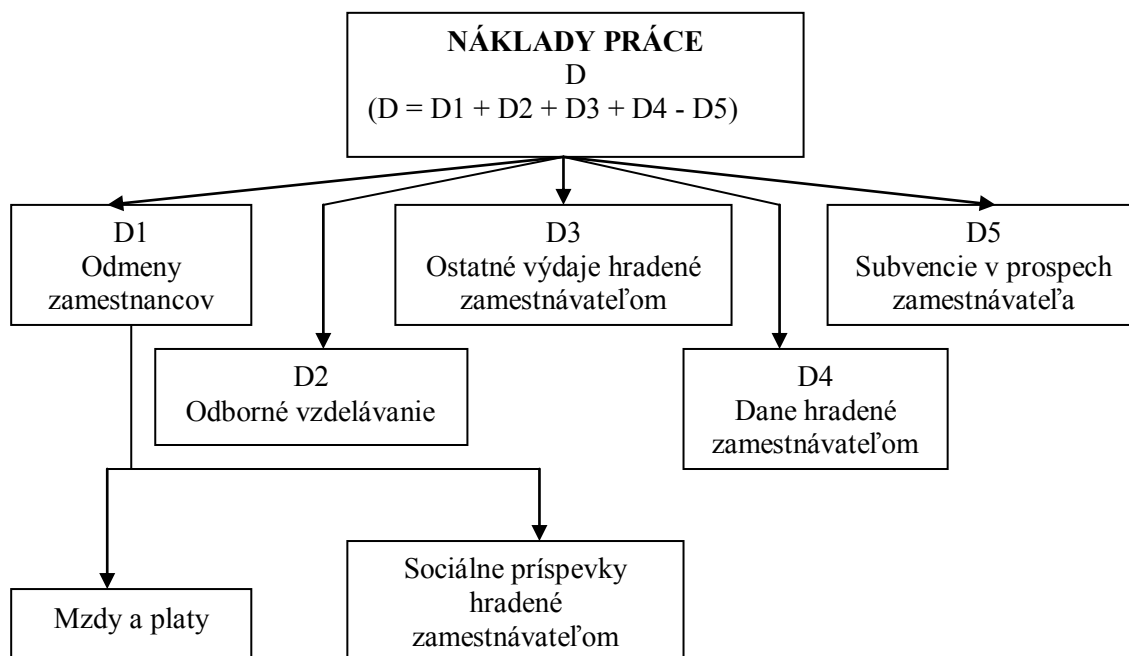 NÁKLADY PRÁCE
D
(D = D1 + D2 + D3 + D4 - D5)
D1
Odmeny
zamestnancov
D3
Ostatné výdaje hradené
zamestnávateľom
D5
Subvencie v prospech
zamestnávateľa
D2
Odborné vzdelávanie
D4
Dane hradené
zamestnávateľom
Mzdy a platy
Sociálne príspevky
hradené
zamestnávateľom